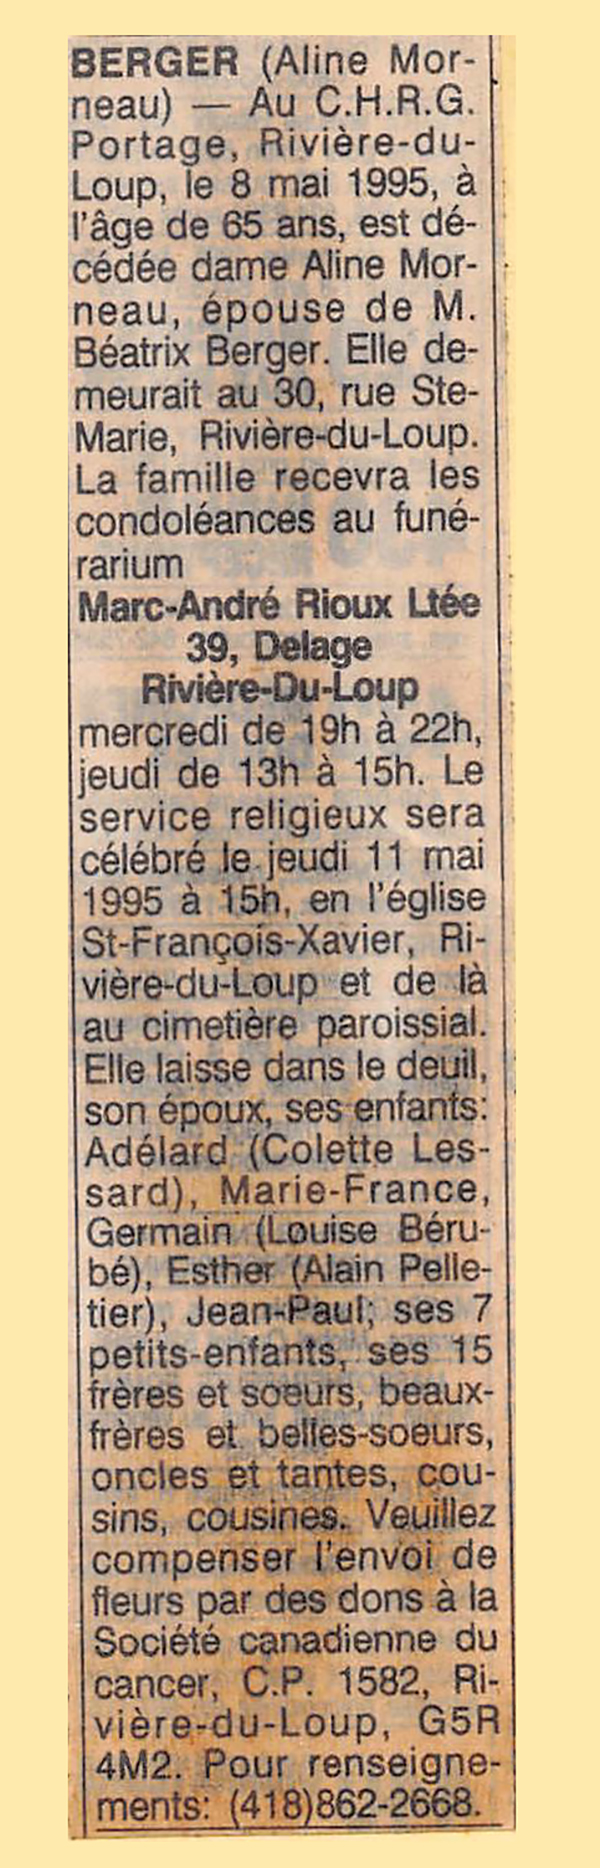 BERGER (Aline Mor-
neau) — Au C.H.R.G.
Portage, Rivière-du-
Loup, le 8 mai 1995, à
l'âge de 65 ans, est dé-
cédée dame Aline Mor-
neau, épouse de M.
Béatrix Berger. Elle de-
meurait au 30, rue Ste-
Marie, Rivière-du-Loup.
La famille recevra les
condoléances au funé-
rarium
Marc-André Rioux Ltée
39, Delage
Rivière-Du-Loup
mercredi de 19h à 22h,
jeudi de 13h à 15h. Le
service religieux sera
célébré le jeudi 11 mai
1995 à 15h, en l'église
St-François-Xavier, Ri-
vière-du-Loup et de là
au cimetière paroissial.
Elle laisse dans le deuil,
son époux, ses enfants:
Adélard (Colette Les-
sard), Marie-France,
Germain (Louise Béru-
bé), Esther (Alain Pelle-
tier), Jean-Paul; ses 7
petits-enfants, ses 15
frères et soeurs, beaux-
frères et belles-soeurs,
oncles et tantes, cou-
sins, cousines. Veuillez
compenser l'envoi de
fleurs par des dons à la
Société canadienne du
cancer, C.P. 1582, Ri-
vière-du-Loup, G5R
4M2. Pour renseigne-
ments: (418)862-2668.